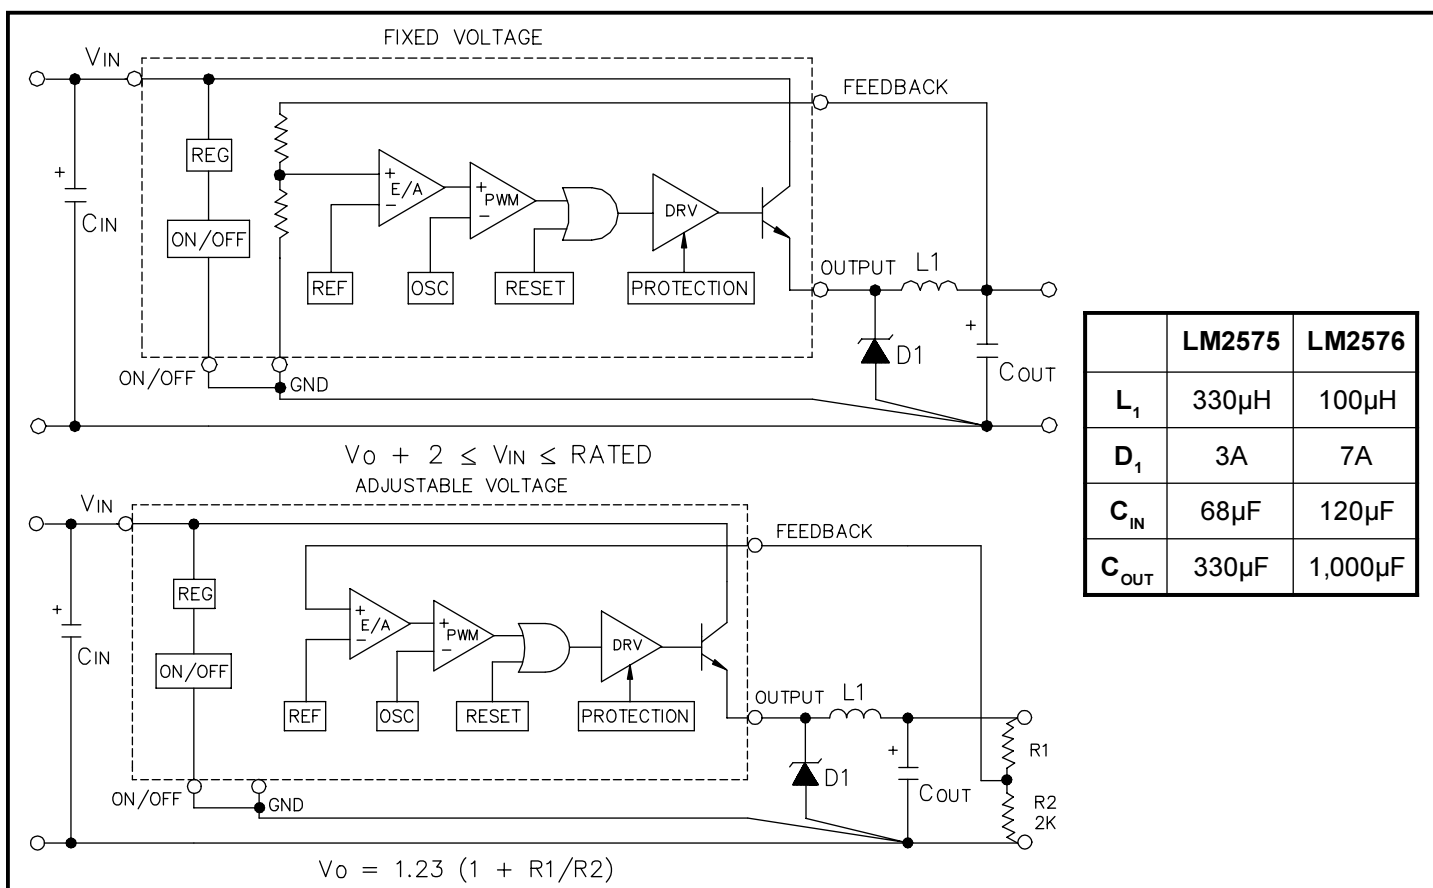 FIXED VOLTAGE
VIN
FEEDBACK
REG
+
E/A
−
+
PWM
−
DRV
+
CIN
ON/OFF
REF
OSC
RESET
PROTECTION
OUTPUT
L1
D1
+
COUT
ON/OFF
GND
VO + 2 ≤ VIN ≤ RATED
ADJUSTABLE VOLTAGE
VIN
FEEDBACK
REG
+
E/A
−
+
PWM
−
DRV
+
CIN
ON/OFF
REF
OSC
RESET
PROTECTION
OUTPUT
L1
R1
D1
+
COUT
R2
2K
ON/OFF
GND
VO = 1.23 (1 + R1/R2)
LM2575 LM2576
L1 330µH 100µH
D1 3A 7A
CIN 68µF 120µF
COUT 330µF 1,000µF